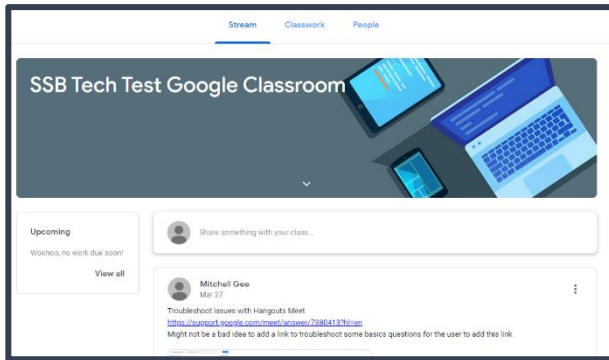 Stream Classwork People
SSB Tech Test Google Classroom
Upcoming
Woohoo, no work due soon!
View all
Share something with your class...
Mitchell Gee
Mar 27
Troubleshoot issues with Hangouts Meet
https://support.google.com/meet/answer/7380413?hl=en
Might not be a bad idea to add a link to troubleshoot some basics questions for the user to add this link